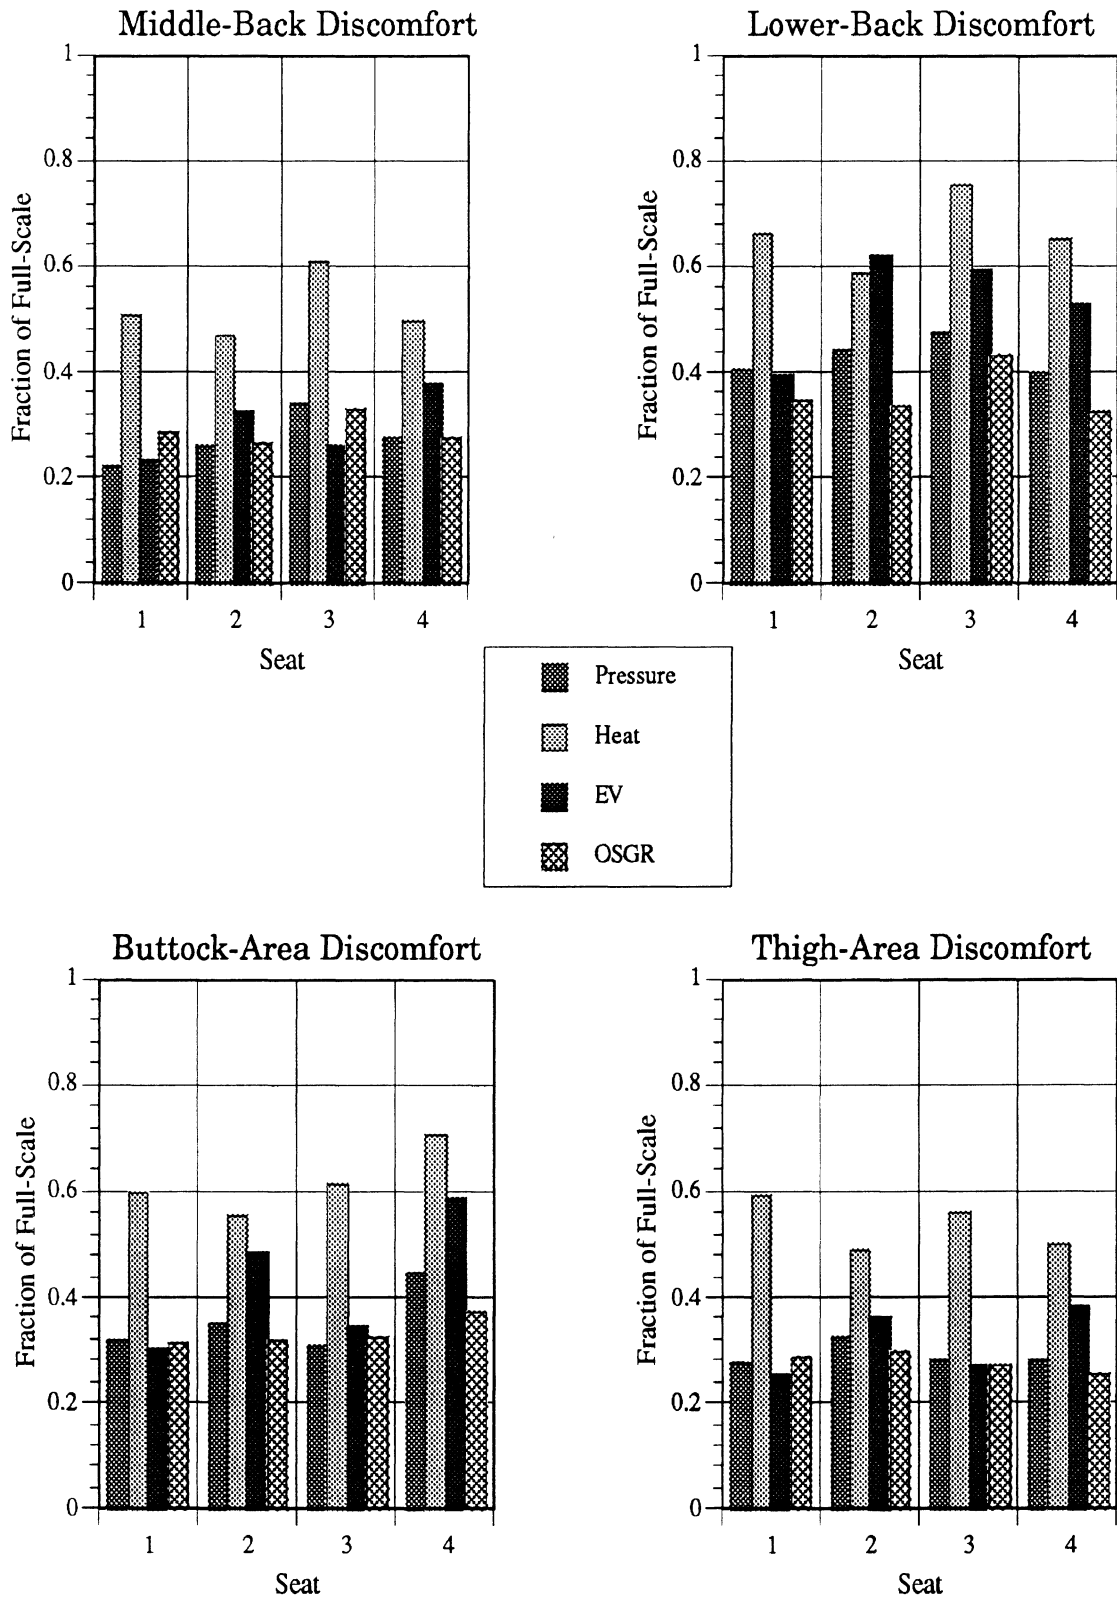 Middle-Back Discomfort
1
0.8
0.6
0.4
0.2
0
Fraction of Full-Scale
1 2 3 4
Seat
Lower-Back Discomfort
1
0.8
0.6
0.4
0.2
0
Fraction of Full-Scale
1 2 3 4
Seat
Pressure
Heat
EV
OSGR
Buttock-Area Discomfort
1
0.8
0.6
0.4
0.2
0
Fraction of Full-Scale
1 2 3 4
Seat
Thigh-Area Discomfort
1
0.8
0.6
0.4
0.2
0
Fraction of Full-Scale
1 2 3 4
Seat